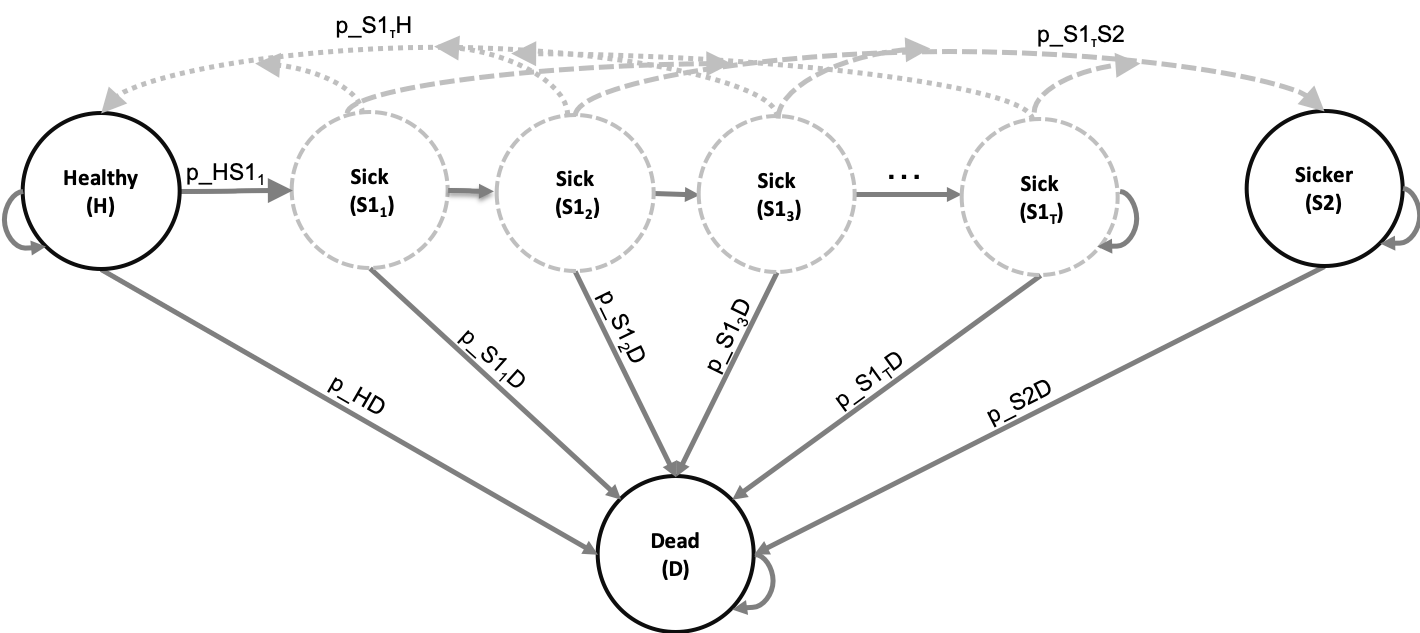 p_S1ₜH
p_S1ₜS2
Healthy
(H)
p_HS1₁
Sick
(S1₁)
Sick
(S1₂)
Sick
(S1₃)
...
Sick
(S1ₜ)
Sicker
(S2)
p_HD
p_S1₁D
p_S1₂D
p_S1₃D
p_S1ₜD
p_S2D
Dead
(D)